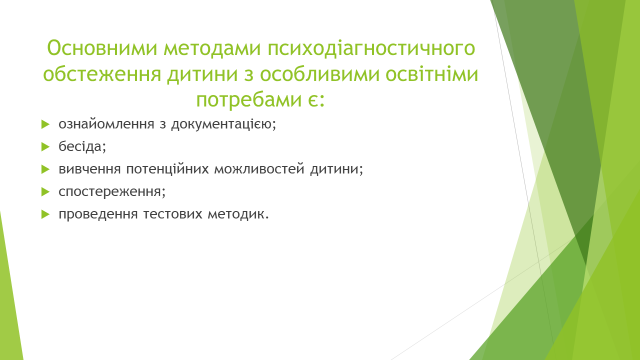 Основними методами психодіагностичного
обстеження дитини з особливими освітніми
потребами є:
ознайомлення з документацією;
бесіда;
вивчення потенційних можливостей дитини;
спостереження;
проведення тестових методик.